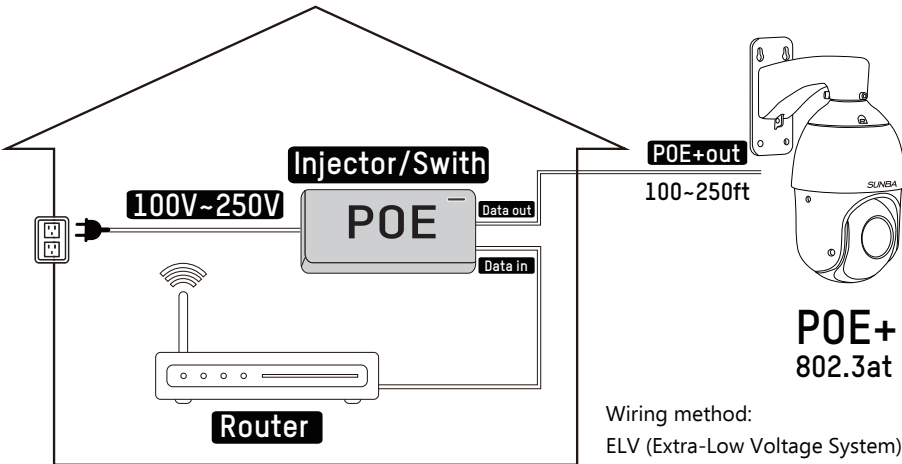 Injector/Swith
POE+out
100V~250V
POE
Data out
100~250ft
SUNBA
Data in
POE+
802.3at
Router
Wiring method:
ELV (Extra-Low Voltage System)